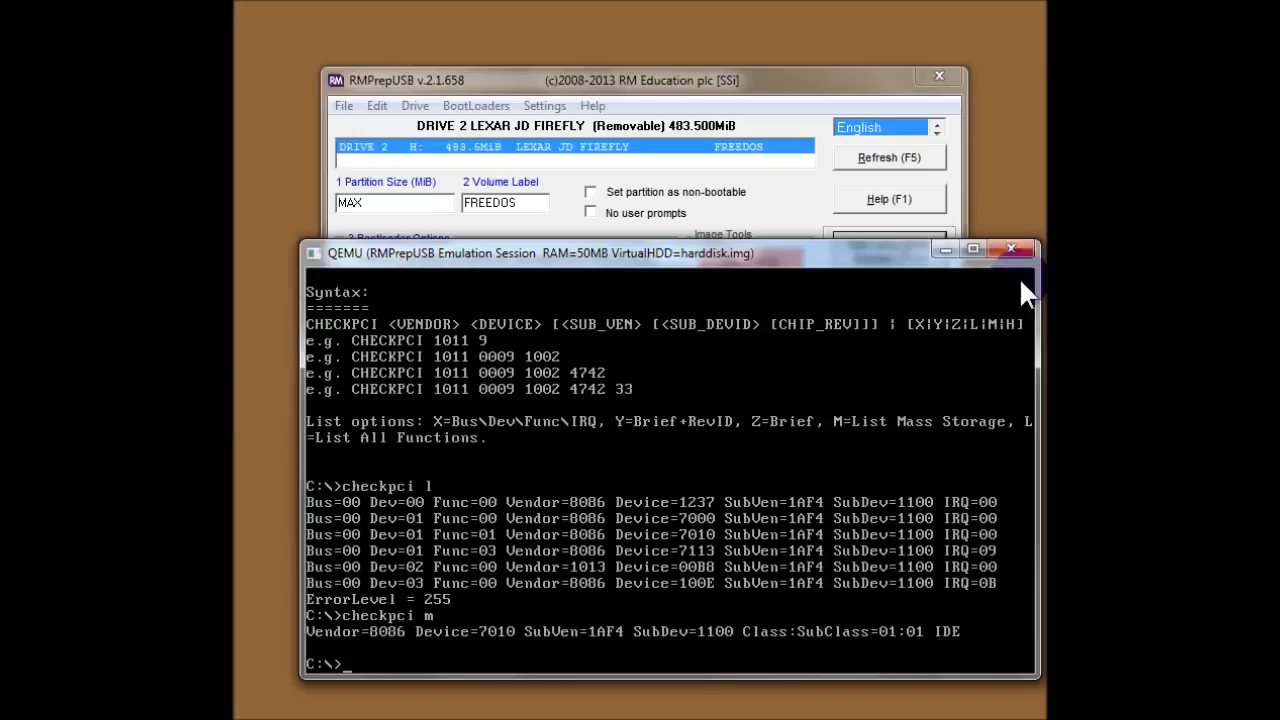 RM RMPrepUSB v.2.1.658 (c)2008-2013 RM Education plc [SSi]
File Edit Drive BootLoaders Settings Help
DRIVE 2 LEXAR JD FIREFLY (Removable) 483.500MiB
English
DRIVE 2 H: 483.6MiB LEXAR JD FIREFLY FREEDOS
Refresh (F5)
1 Partition Size (MiB) 2 Volume Label
Set partition as non-bootable
MAX
FREEDOS
Help (F1)
No user prompts
3 Bootloader Options
Image Tools
QEMU (RMPrepUSB Emulation Session RAM=50MB VirtualHDD=harddisk.img)
Syntax:
=======
CHECKPCI <VENDOR> <DEVICE> [<SUB_VEN> [<SUB_DEVID> [CHIP_REV]]] | [X|Y|Z|L|M|H]
e.g. CHECKPCI 1011 9
e.g. CHECKPCI 1011 0009 1002
e.g. CHECKPCI 1011 0009 1002 4742
e.g. CHECKPCI 1011 0009 1002 4742 33
List options: X=Bus\Dev\Func\IRQ, Y=Brief+RevID, Z=Brief, M=List Mass Storage, L
=List All Functions.
C:\>checkpci l
Bus=00 Dev=00 Func=00 Vendor=8086 Device=1237 SubVen=1AF4 SubDev=1100 IRQ=00
Bus=00 Dev=01 Func=00 Vendor=8086 Device=7000 SubVen=1AF4 SubDev=1100 IRQ=00
Bus=00 Dev=01 Func=01 Vendor=8086 Device=7010 SubVen=1AF4 SubDev=1100 IRQ=00
Bus=00 Dev=01 Func=03 Vendor=8086 Device=7113 SubVen=1AF4 SubDev=1100 IRQ=09
Bus=00 Dev=02 Func=00 Vendor=1013 Device=00B8 SubVen=1AF4 SubDev=1100 IRQ=00
Bus=00 Dev=03 Func=00 Vendor=8086 Device=100E SubVen=1AF4 SubDev=1100 IRQ=0B
ErrorLevel = 255
C:\>checkpci m
Vendor=8086 Device=7010 SubVen=1AF4 SubDev=1100 Class:SubClass=01:01 IDE
C:\>_